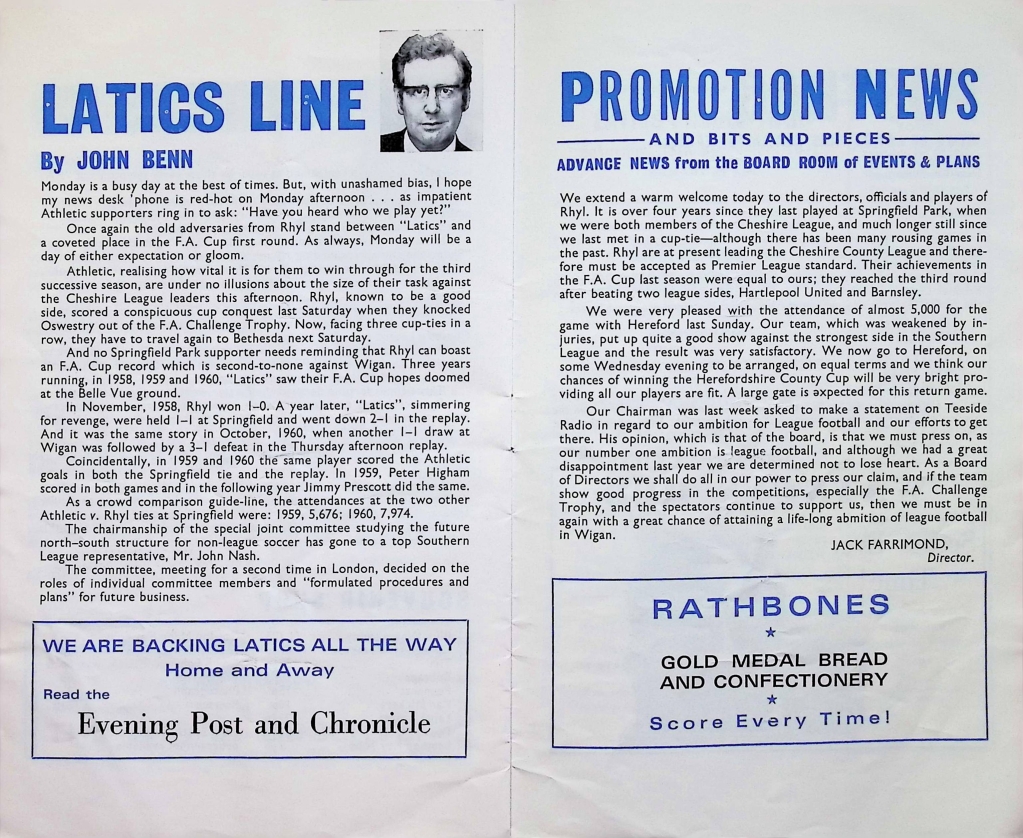 LATICS LINE
By JOHN BENN
Monday is a busy day at the best of times. But, with unashamed bias, I hope
my news desk 'phone is red-hot on Monday afternoon . . . as impatient
Athletic supporters ring in to ask: "Have you heard who we play yet?"
Once again the old adversaries from Rhyl stand between "Latics" and
a coveted place in the F.A. Cup first round. As always, Monday will be a
day of either expectation or gloom.
Athletic, realising how vital it is for them to win through for the third
successive season, are under no illusions about the size of their task against
the Cheshire League leaders this afternoon. Rhyl, known to be a good
side, scored a conspicuous cup conquest last Saturday when they knocked
Oswestry out of the F.A. Challenge Trophy. Now, facing three cup-ties in a
row, they have to travel again to Bethesda next Saturday.
And no Springfield Park supporter needs reminding that Rhyl can boast
an F.A. Cup record which is second-to-none against Wigan. Three years
running, in 1958, 1959 and 1960, "Latics" saw their F.A. Cup hopes doomed
at the Belle Vue ground.
In November, 1958, Rhyl won 1–0. A year later, "Latics", simmering
for revenge, were held 1–1 at Springfield and went down 2–1 in the replay.
And it was the same story in October, 1960, when another 1–1 draw at
Wigan was followed by a 3–1 defeat in the Thursday afternoon replay.
Coincidentally, in 1959 and 1960 the same player scored the Athletic
goals in both the Springfield tie and the replay. In 1959, Peter Higham
scored in both games and in the following year Jimmy Prescott did the same.
As a crowd comparison guide-line, the attendances at the two other
Athletic v. Rhyl ties at Springfield were: 1959, 5,676; 1960, 7,974.
The chairmanship of the special joint committee studying the future
north–south structure for non-league soccer has gone to a top Southern
League representative, Mr. John Nash.
The committee, meeting for a second time in London, decided on the
roles of individual committee members and "formulated procedures and
plans" for future business.
WE ARE BACKING LATICS ALL THE WAY
Home and Away
Read the
Evening Post and Chronicle
PROMOTION NEWS
AND BITS AND PIECES
ADVANCE NEWS from the BOARD ROOM of EVENTS & PLANS
We extend a warm welcome today to the directors, officials and players of
Rhyl. It is over four years since they last played at Springfield Park, when
we were both members of the Cheshire League, and much longer still since
we last met in a cup-tie—although there has been many rousing games in
the past. Rhyl are at present leading the Cheshire County League and there-
fore must be accepted as Premier League standard. Their achievements in
the F.A. Cup last season were equal to ours; they reached the third round
after beating two league sides, Hartlepool United and Barnsley.
We were very pleased with the attendance of almost 5,000 for the
game with Hereford last Sunday. Our team, which was weakened by in-
juries, put up quite a good show against the strongest side in the Southern
League and the result was very satisfactory. We now go to Hereford, on
some Wednesday evening to be arranged, on equal terms and we think our
chances of winning the Herefordshire County Cup will be very bright pro-
viding all our players are fit. A large gate is axpected for this return game.
Our Chairman was last week asked to make a statement on Teeside
Radio in regard to our ambition for League football and our efforts to get
there. His opinion, which is that of the board, is that we must press on, as
our number one ambition is league football, and although we had a great
disappointment last year we are determined not to lose heart. As a Board
of Directors we shall do all in our power to press our claim, and if the team
show good progress in the competitions, especially the F.A. Challenge
Trophy, and the spectators continue to support us, then we must be in
again with a great chance of attaining a life-long abmition of league football
in Wigan.
JACK FARRIMOND,
Director.
RATHBONES
GOLD MEDAL BREAD
AND CONFECTIONERY
Score Every Time!